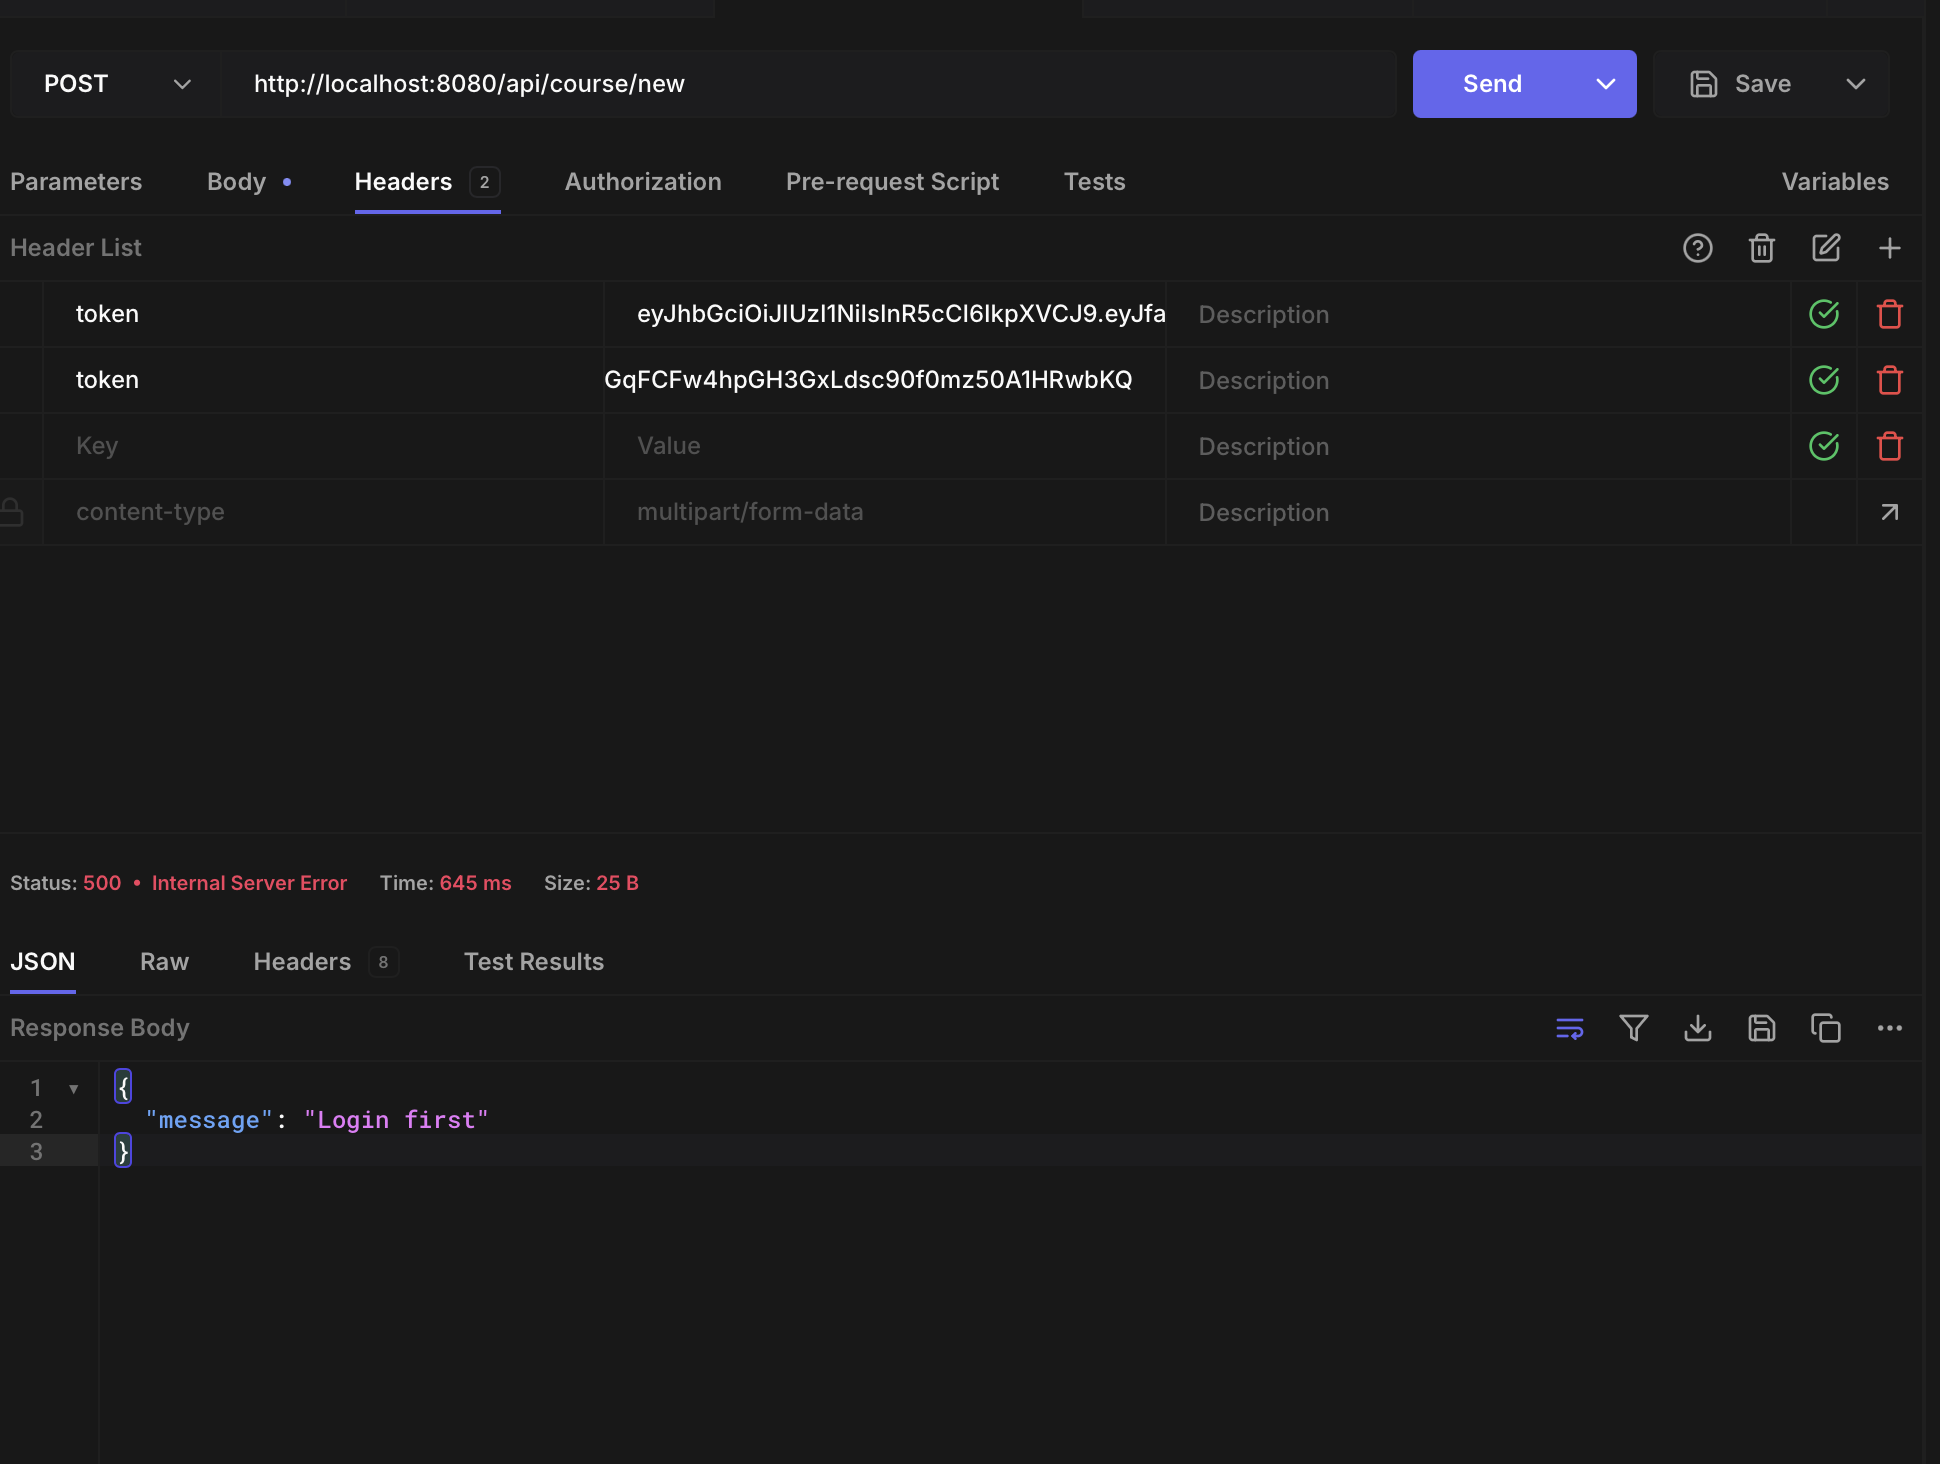 POST http://localhost:8080/api/course/new Send Save
Parameters Body Headers 2 Authorization Pre-request Script Tests Variables
Header List
token eyJhbGciOiJIUzI1NiIsInR5cCI6IkpXVCJ9.eyJfa Description
token GqFCFw4hpGH3GxLdsc90f0mz50A1HRwbKQ Description
Key Value Description
content-type multipart/form-data Description
Status: 500 • Internal Server Error Time: 645 ms Size: 25 B
JSON Raw Headers 8 Test Results
Response Body
1 {
2 "message": "Login first"
3 }